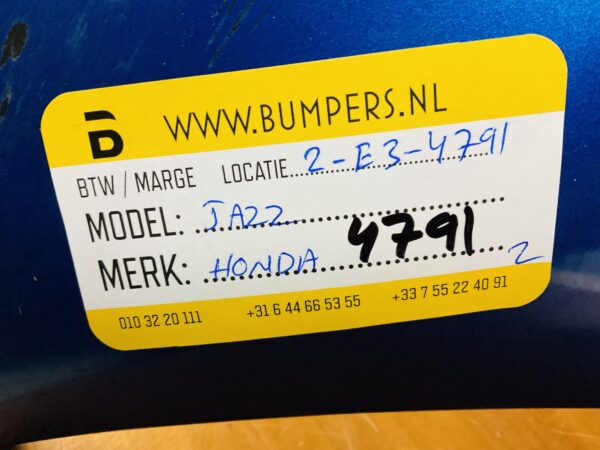 B WWW.BUMPERS.NL
BTW / MARGE LOCATIE 2-E3-4791
MODEL: JAZZ
4791
MERK: HONDA 2
010 32 20 111 +31 6 44 66 53 55 +33 7 55 22 40 91